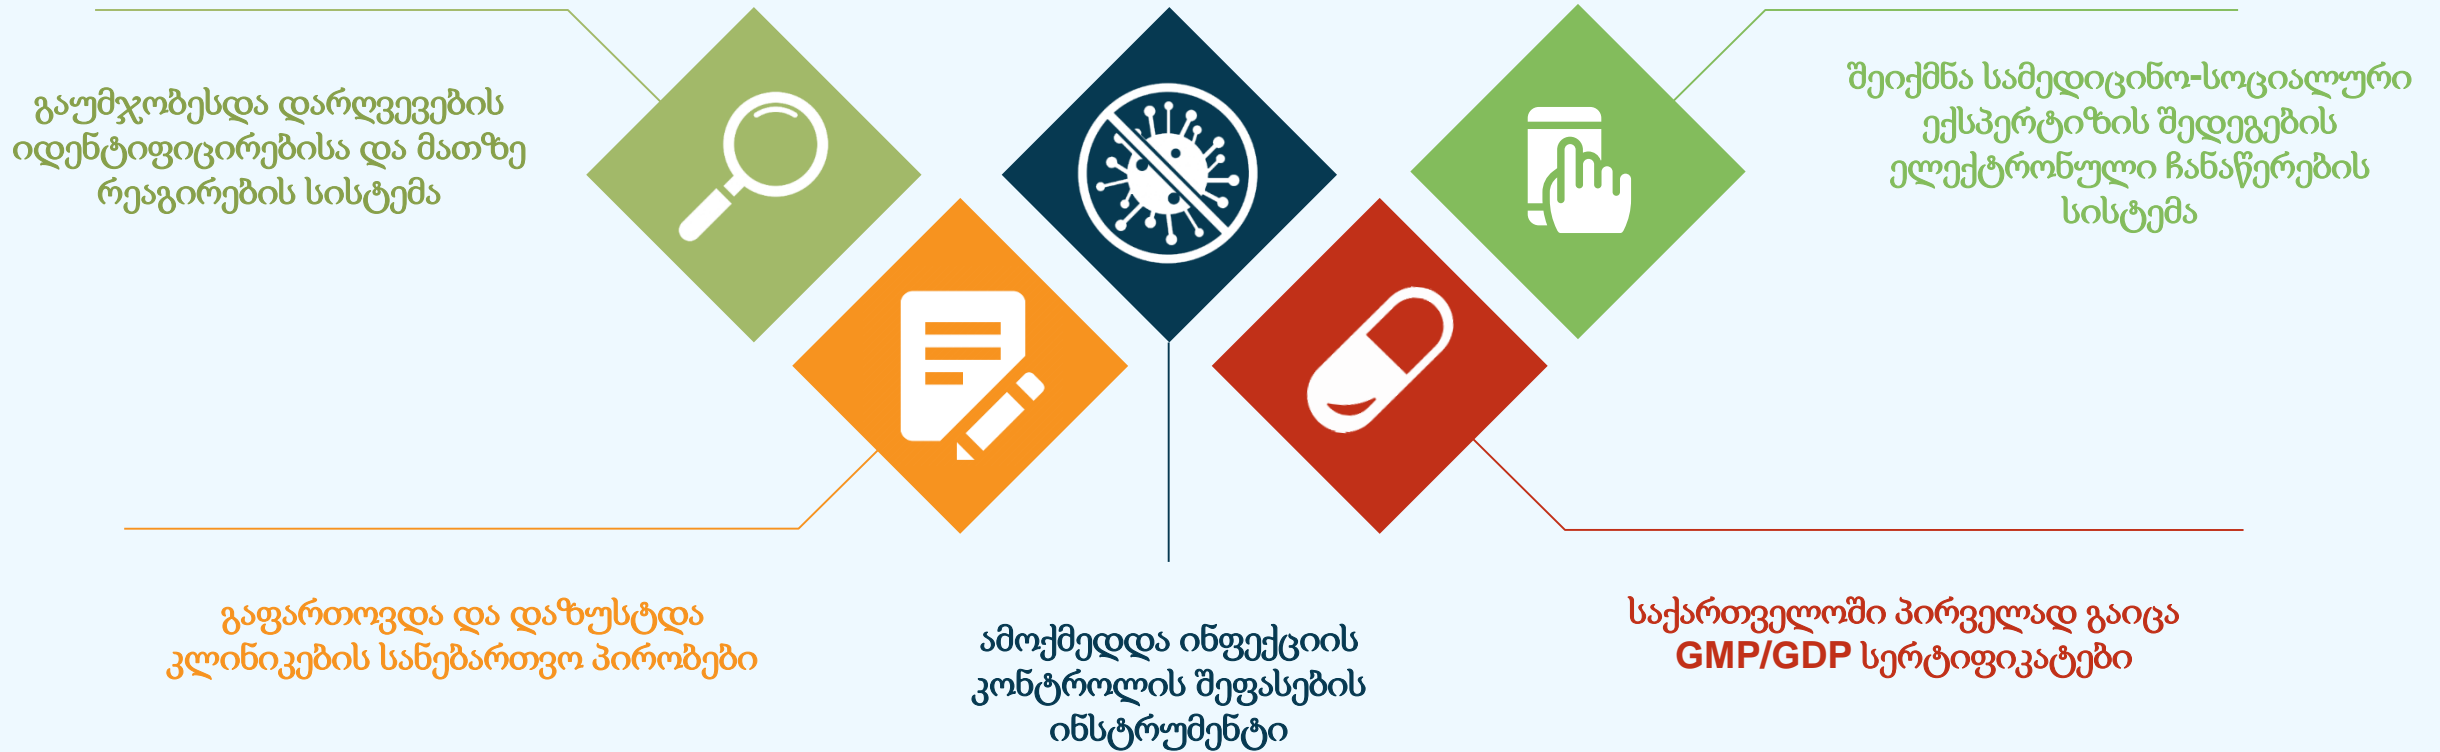 გაუმჯობესდა დარღვევების
იდენტიფიცირებისა და მათზე
რეაგირების სისტემა
შეიქმნა სამედიცინო-სოციალური
ექსპერტიზის შედეგების
ელექტრონული ჩანაწერების
სისტემა
გაფართოვდა და დაზუსტდა
კლინიკების სანებართვო პირობები
ამოქმედდა ინფექციის
კონტროლის შეფასების
ინსტრუმენტი
საქართველოში პირველად გაიცა
GMP/GDP სერტიფიკატები